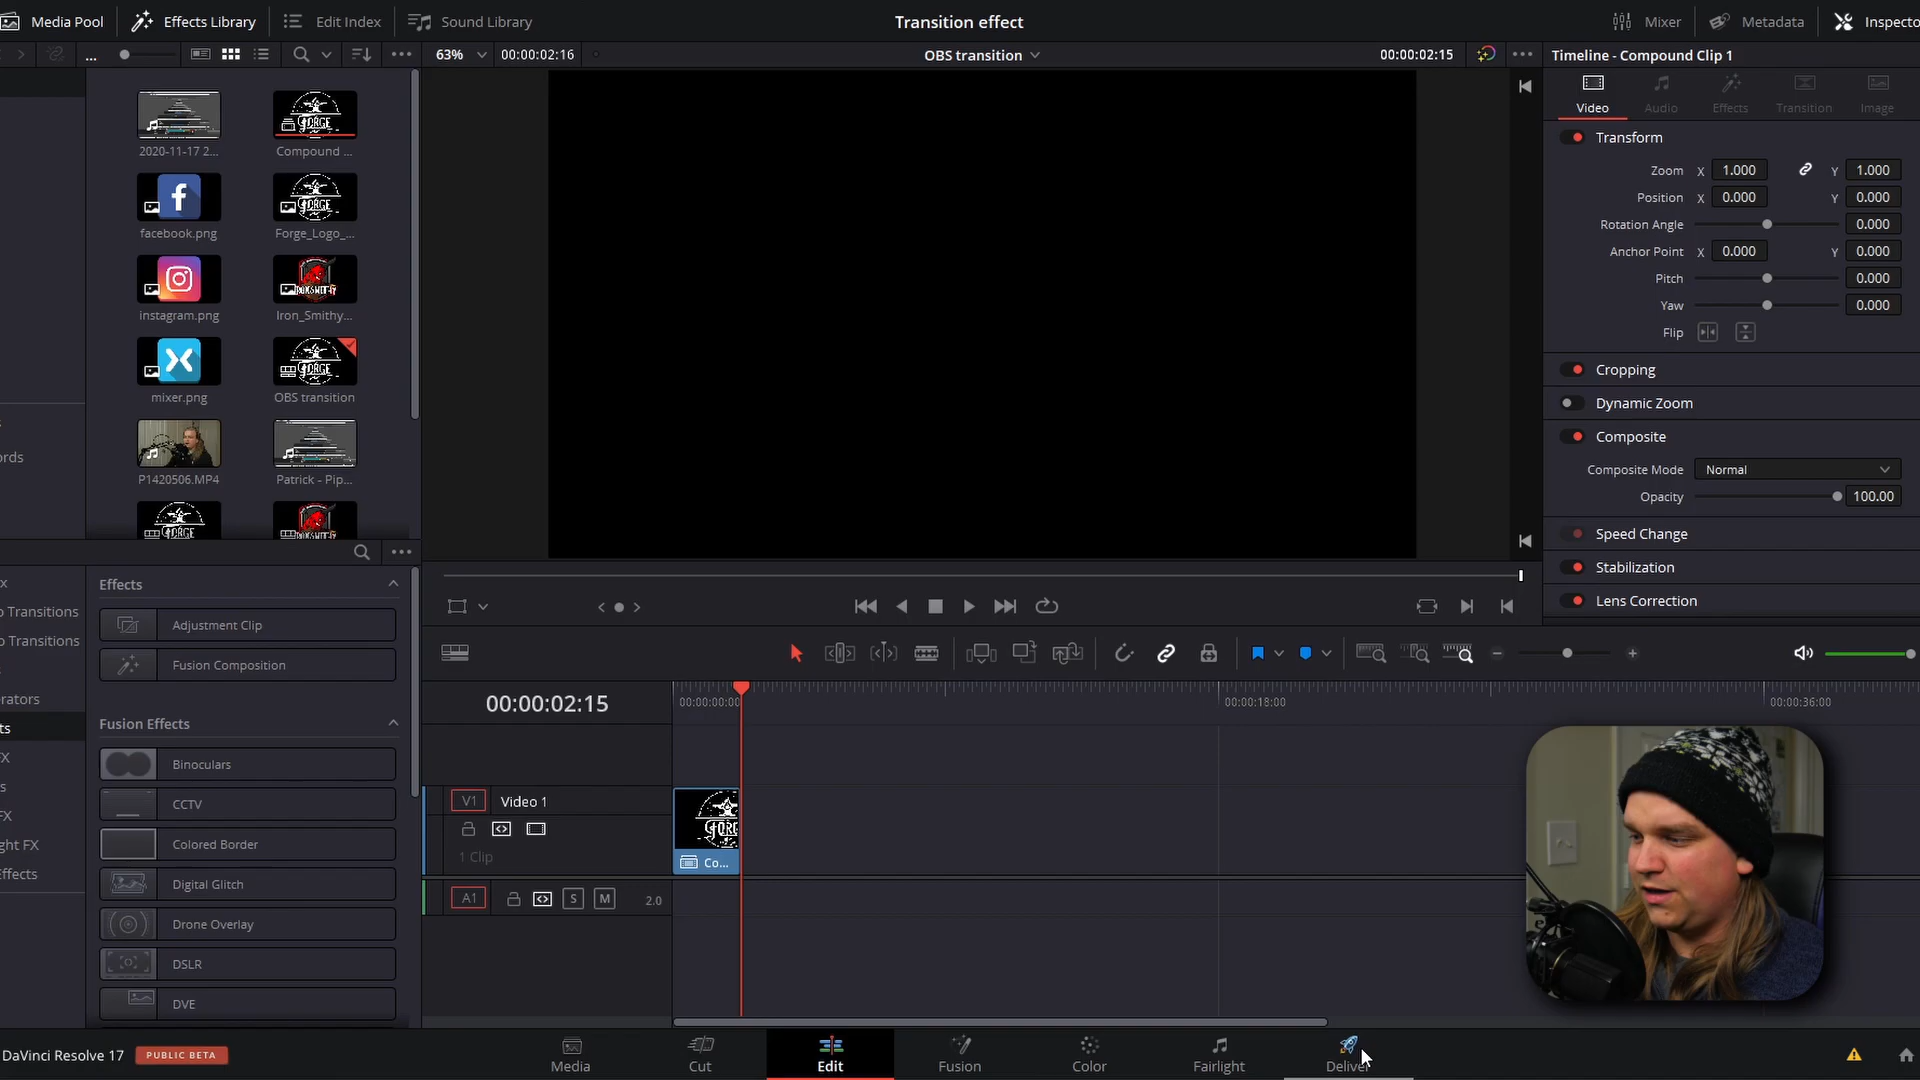 Media Pool
Effects Library
Edit Index
Sound Library
Transition effect
Mixer
Metadata
Inspecto
...
63%
00:00:02:16
OBS transition
00:00:02:15
Timeline - Compound Clip 1
Video
Audio
Effects
Transition
Image
2020-11-17 2...
Compound ...
facebook.png
Forge_Logo_...
instagram.png
Iron_Smithy...
mixer.png
OBS transition
P1420506.MP4
Patrick - Pip...
FORGE
Transform
Zoom X 1.000 Y 1.000
Position X 0.000 Y 0.000
Rotation Angle 0.000
Anchor Point X 0.000 Y 0.000
Pitch 0.000
Yaw 0.000
Flip
Cropping
Dynamic Zoom
Composite
Composite Mode Normal
Opacity 100.00
Speed Change
Stabilization
Lens Correction
ords
x
o Transitions
o Transitions
erators
ts
X
s
FX
ght FX
ffects
Effects
Adjustment Clip
Fusion Composition
Fusion Effects
Binoculars
CCTV
Colored Border
Digital Glitch
Drone Overlay
DSLR
DVE
00:00:02:15
00:00:00:00
00:00:18:00
00:00:36:00
V1 Video 1
1 Clip
Co...
A1 S M 2.0
DaVinci Resolve 17
PUBLIC BETA
Media
Cut
Edit
Fusion
Color
Fairlight
Deliver